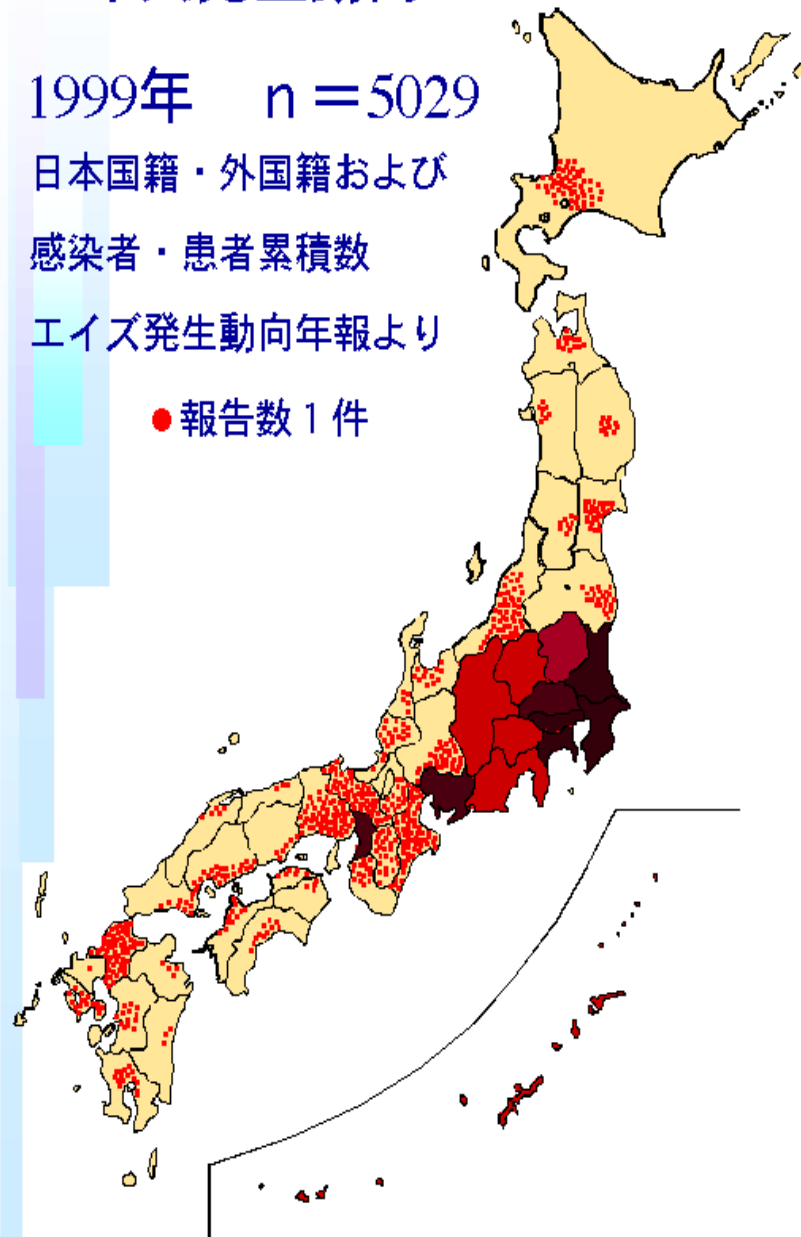 1999年　ｎ＝5029
日本国籍・外国籍および
感染者・患者累積数
エイズ発生動向年報より
●報告数１件